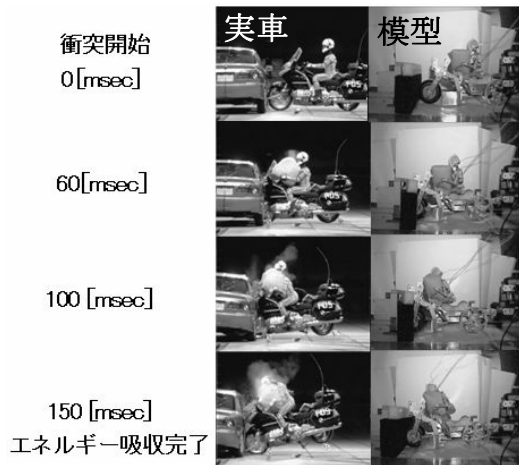 実車
模型
衝突開始
0[msec]
60[msec]
100 [msec]
150 [msec]
エネルギー吸収完了